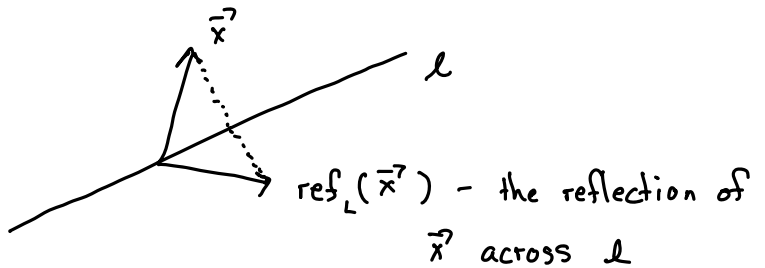 x⃗
ℓ
ref_L(x⃗) - the reflection of
x⃗ across ℓ